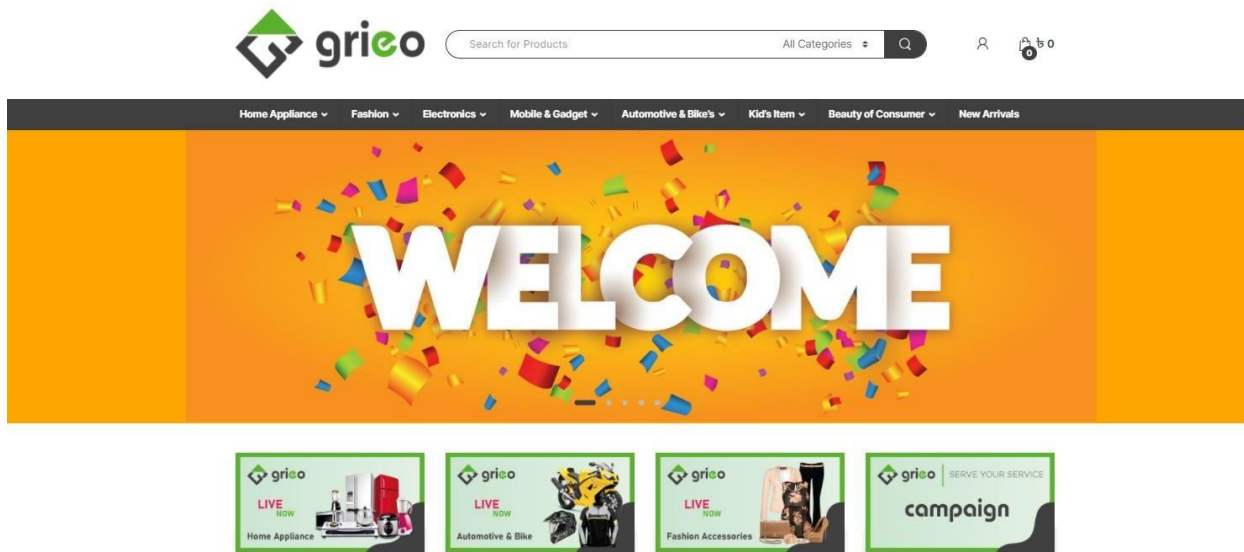 grieo
Search for Products
All Categories
৳ 0
0
Home Appliance
Fashion
Electronics
Mobile & Gadget
Automotive & Bike's
Kid's Item
Beauty of Consumer
New Arrivals
WELCOME
grieo
LIVE
NOW
Home Appliance
grieo
LIVE
NOW
Automotive & Bike
grieo
LIVE
NOW
Fashion Accessories
grieo
SERVE YOUR SERVICE
campaign